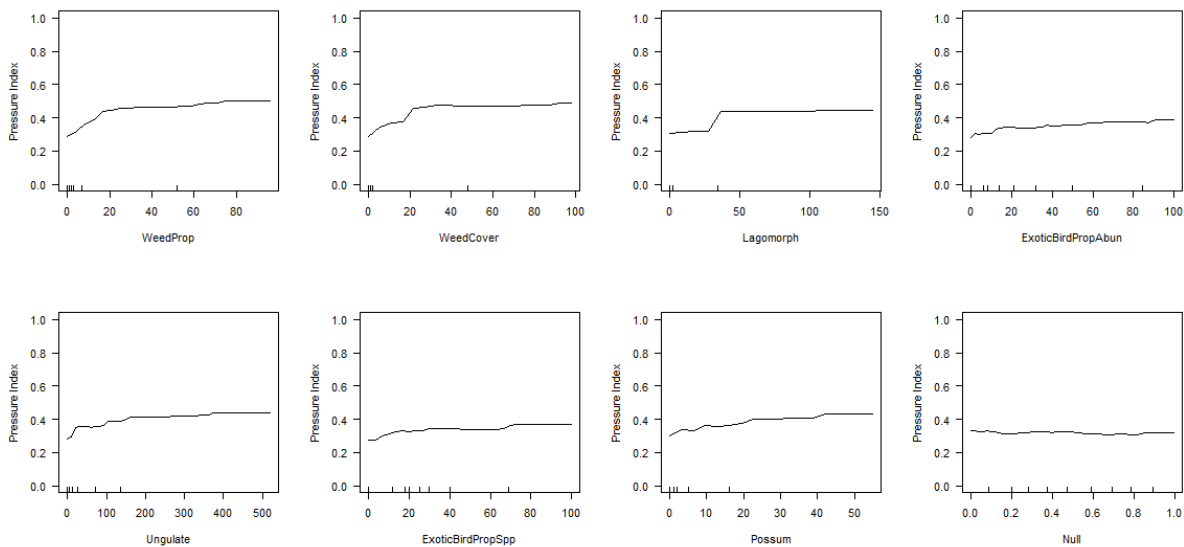 1.0
0.8
0.6
0.4
0.2
0.0
Pressure Index
0 20 40 60 80
WeedProp
1.0
0.8
0.6
0.4
0.2
0.0
Pressure Index
0 20 40 60 80 100
WeedCover
1.0
0.8
0.6
0.4
0.2
0.0
Pressure Index
0 50 100 150
Lagomorph
1.0
0.8
0.6
0.4
0.2
0.0
Pressure Index
0 20 40 60 80 100
ExoticBirdPropAbun
1.0
0.8
0.6
0.4
0.2
0.0
Pressure Index
0 100 200 300 400 500
Ungulate
1.0
0.8
0.6
0.4
0.2
0.0
Pressure Index
0 20 40 60 80 100
ExoticBirdPropSpp
1.0
0.8
0.6
0.4
0.2
0.0
Pressure Index
0 10 20 30 40 50
Possum
1.0
0.8
0.6
0.4
0.2
0.0
Pressure Index
0.0 0.2 0.4 0.6 0.8 1.0
Null